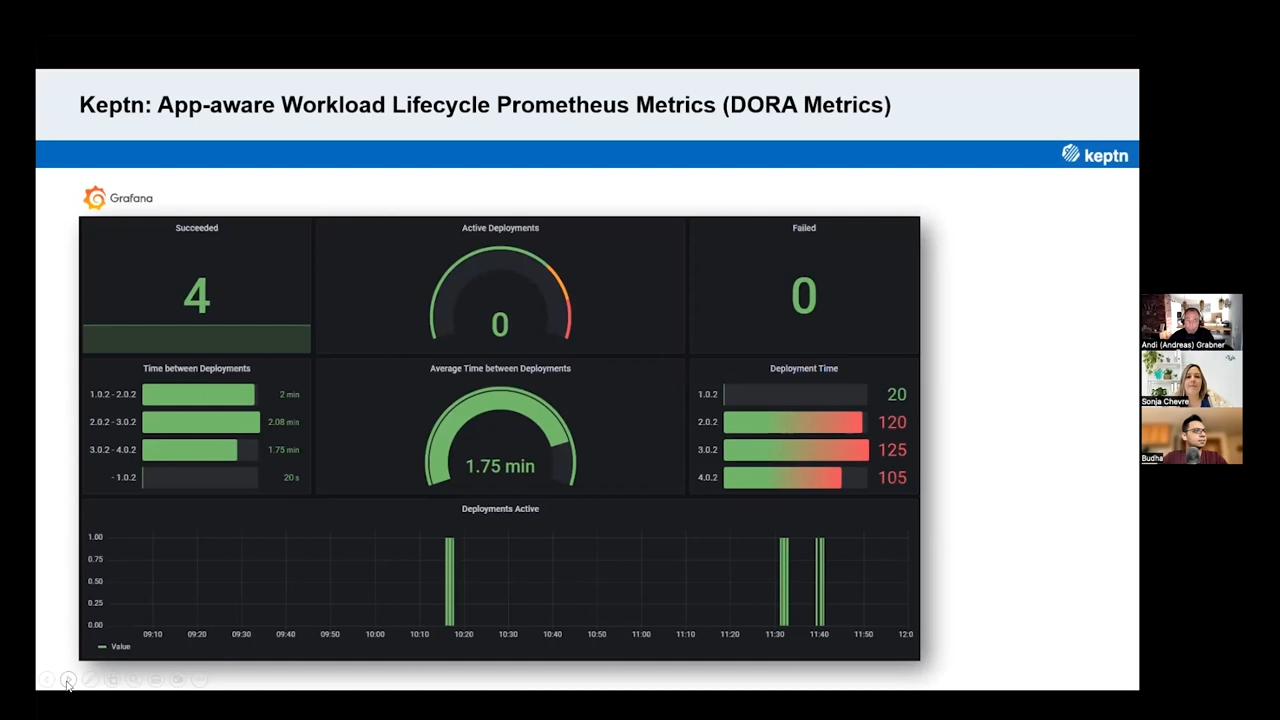 Keptn: App-aware Workload Lifecycle Prometheus Metrics (DORA Metrics)
keptn
Grafana
Succeeded
4
Active Deployments
0
Failed
0
Time between Deployments
1.0.2 - 2.0.2 2 min
2.0.2 - 3.0.2 2.08 min
3.0.2 - 4.0.2 1.75 min
- 1.0.2 20 s
Average Time between Deployments
1.75 min
Deployment Time
1.0.2 20
2.0.2 120
3.0.2 125
4.0.2 105
Deployments Active
1.00
0.75
0.50
0.25
0.00
09:10 09:20 09:30 09:40 09:50 10:00 10:10 10:20 10:30 10:40 10:50 11:00 11:10 11:20 11:30 11:40 11:50 12:0
Value
Andi (Andreas) Grabner
Sonja Chevre
Budha